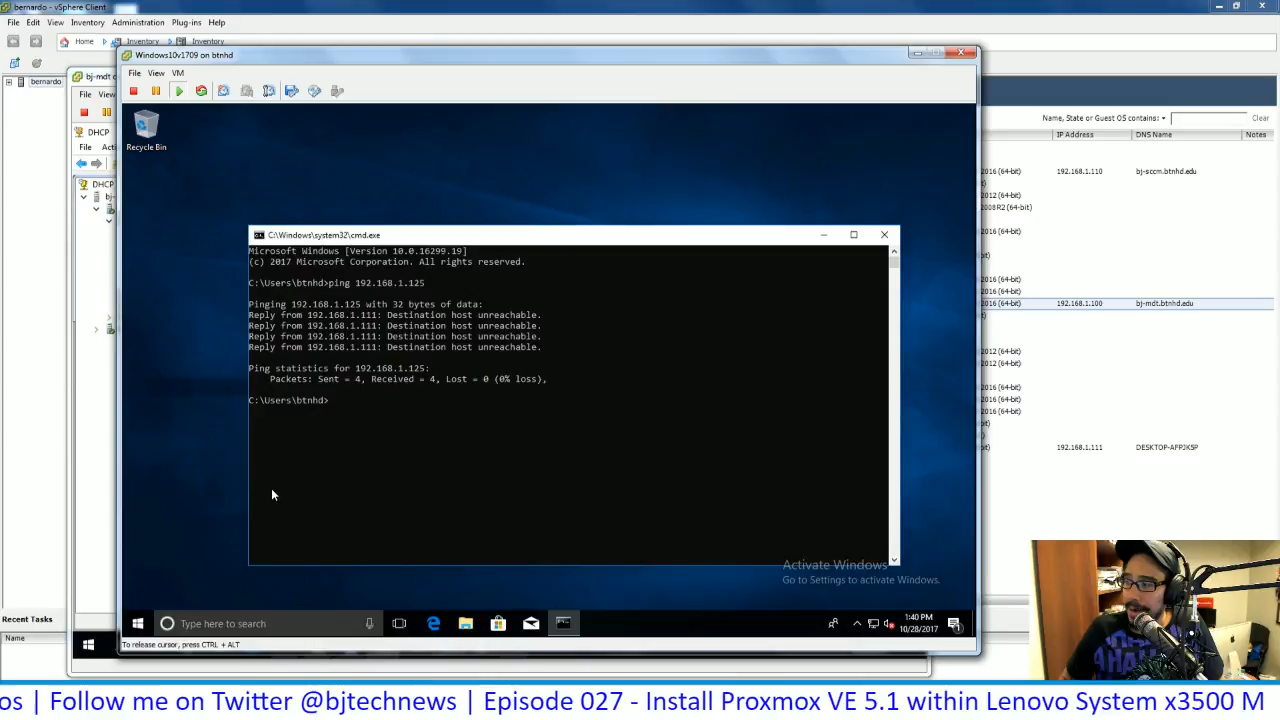 bernardo - vSphere Client
File Edit View Inventory Administration Plug-ins Help
Home Inventory Inventory
Windows10v1709 on btnhd
File View VM
bernardo
bj-mdt
File View
DHCP
File
DHCP
bj-
Recycle Bin
C:\Windows\system32\cmd.exe
Microsoft Windows [Version 10.0.16299.19]
(c) 2017 Microsoft Corporation. All rights reserved.
C:\Users\btnhd>ping 192.168.1.125
Pinging 192.168.1.125 with 32 bytes of data:
Reply from 192.168.1.111: Destination host unreachable.
Reply from 192.168.1.111: Destination host unreachable.
Reply from 192.168.1.111: Destination host unreachable.
Reply from 192.168.1.111: Destination host unreachable.
Ping statistics for 192.168.1.125:
Packets: Sent = 4, Received = 4, Lost = 0 (0% loss),
C:\Users\btnhd>
Activate Windows
Go to Settings to activate Windows.
Type here to search
1:40 PM
10/28/2017
To release cursor, press CTRL + ALT
Name, State or Guest OS contains: Clear
IP Address DNS Name Notes
2016 (64-bit) 192.168.1.110 bj-sccm.btnhd.edu
2012 (64-bit)
2008R2 (64-bit)
2016 (64-bit)
2016 (64-bit)
2016 (64-bit)
2016 (64-bit) 192.168.1.100 bj-mdt.btnhd.edu
2012 (64-bit)
2012 (64-bit)
2016 (64-bit)
2016 (64-bit)
2016 (64-bit)
2016 (64-bit)
192.168.1.111 DESKTOP-AFPJK5P
Recent Tasks
Name
os | Follow me on Twitter @bjtechnews | Episode 027 - Install Proxmox VE 5.1 within Lenovo System x3500 M